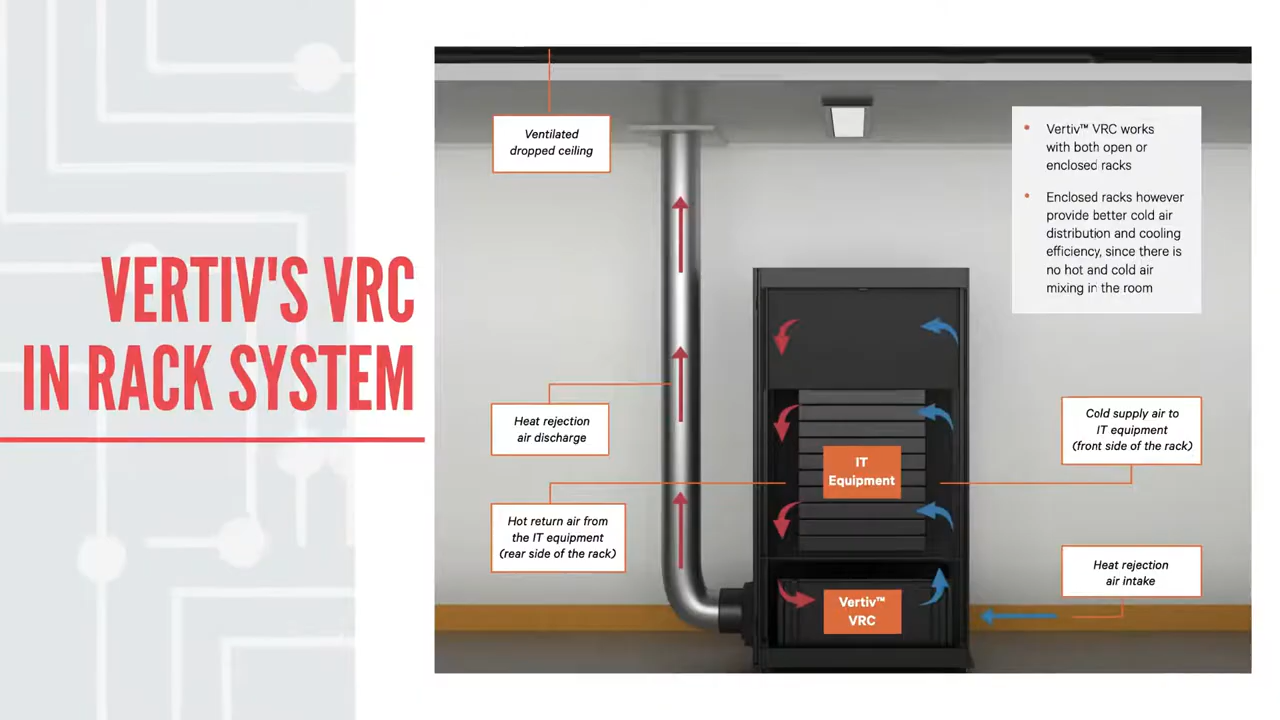 VERTIV'S VRC
IN RACK SYSTEM
Ventilated
dropped ceiling
Heat rejection
air discharge
Hot return air from
the IT equipment
(rear side of the rack)
IT
Equipment
Vertiv™
VRC
• Vertiv™ VRC works
with both open or
enclosed racks
• Enclosed racks however
provide better cold air
distribution and cooling
efficiency, since there is
no hot and cold air
mixing in the room
Cold supply air to
IT equipment
(front side of the rack)
Heat rejection
air intake